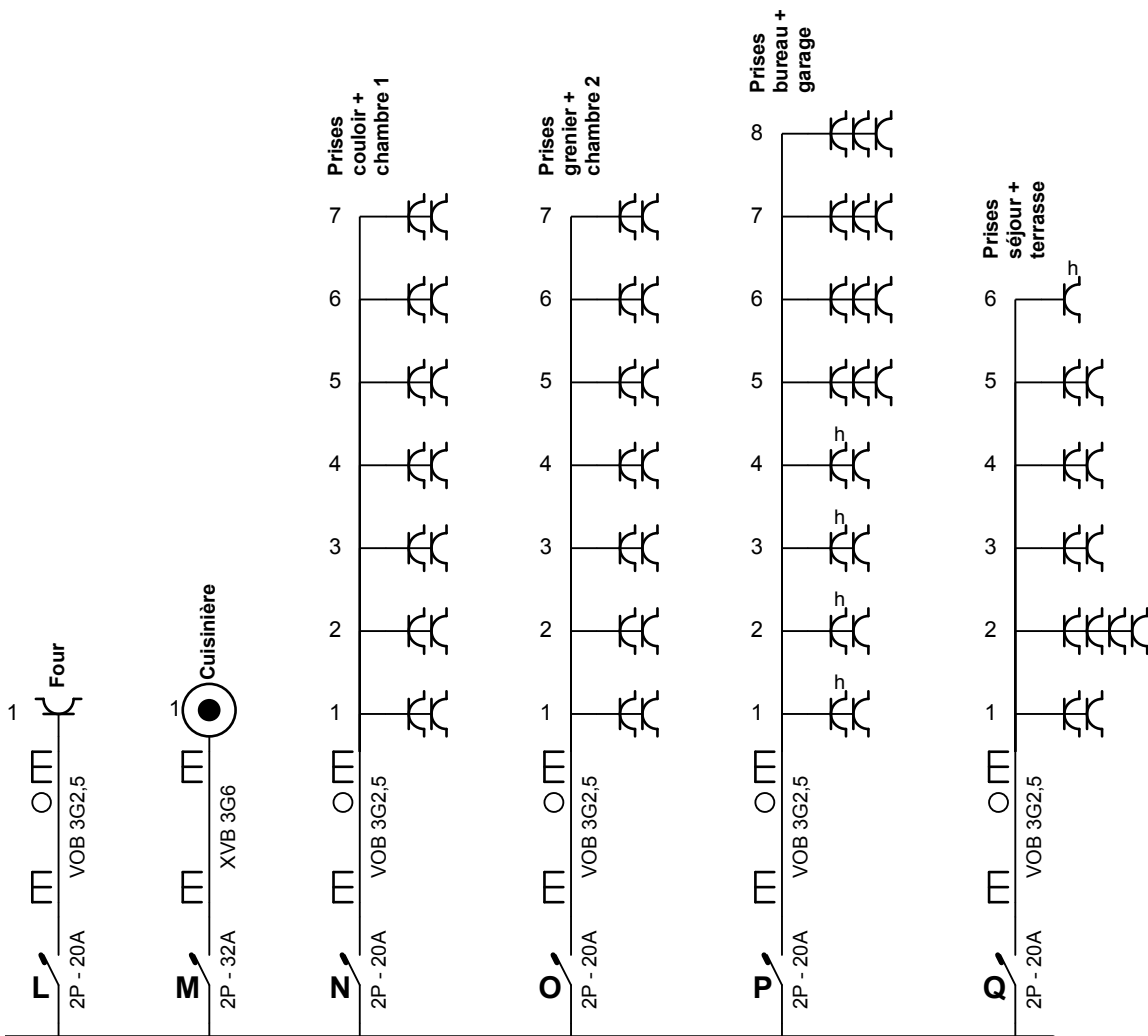 1
Four
VOB 3G2,5
2P - 20A
L
1
Cuisinière
XVB 3G6
2P - 32A
M
Prises
couloir +
chambre 1
7
6
5
4
3
2
1
VOB 3G2,5
2P - 20A
N
Prises
grenier +
chambre 2
7
6
5
4
3
2
1
VOB 3G2,5
2P - 20A
O
Prises
bureau +
garage
8
7
6
5
4
h
3
h
2
h
1
h
VOB 3G2,5
2P - 20A
P
Prises
séjour +
terrasse
6
h
5
4
3
2
1
VOB 3G2,5
2P - 20A
Q